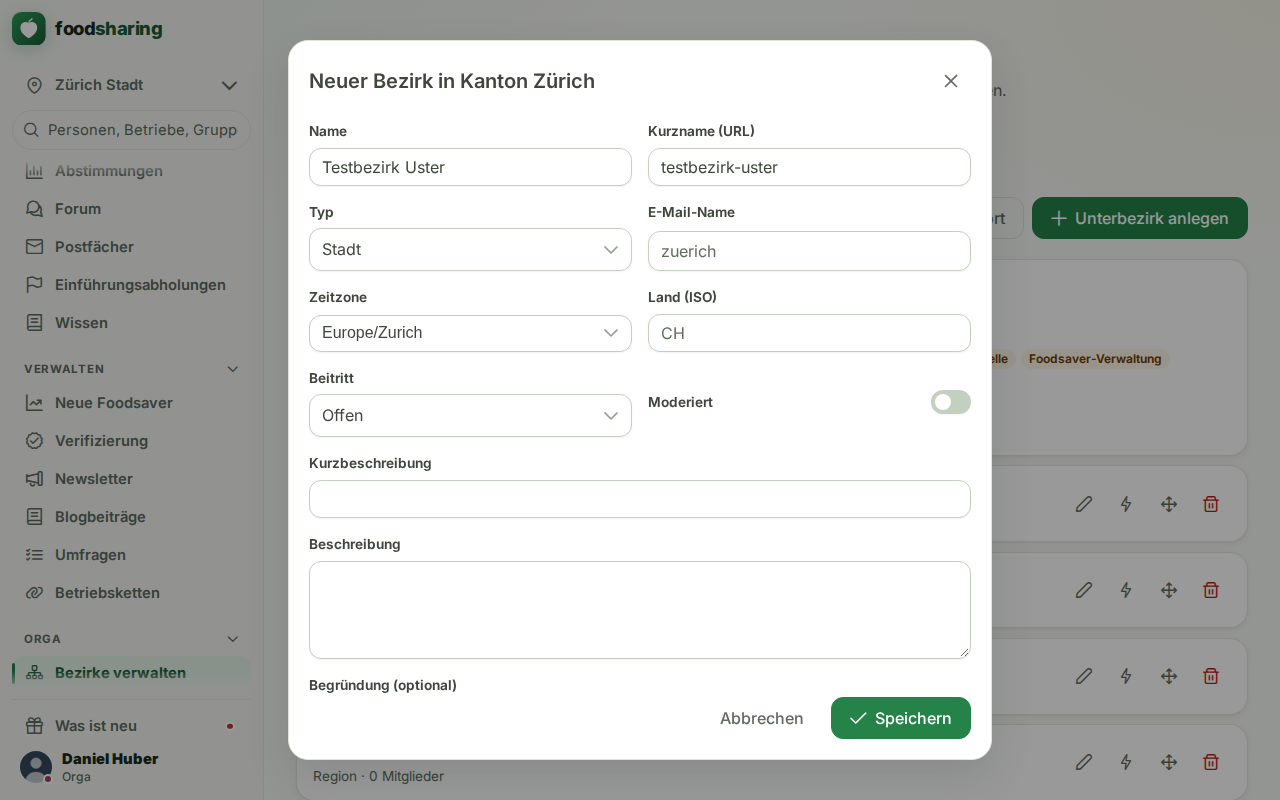 foodsharing
Zürich Stadt
Personen, Betriebe, Grupp
Abstimmungen
Forum
Postfächer
Einführungsabholungen
Wissen
VERWALTEN
Neue Foodsaver
Verifizierung
Newsletter
Blogbeiträge
Umfragen
Betriebsketten
ORGA
Bezirke verwalten
Was ist neu
Daniel Huber
Orga
Neuer Bezirk in Kanton Zürich
Name
Kurzname (URL)
Testbezirk Uster
testbezirk-uster
Typ
E-Mail-Name
Stadt
zuerich
Zeitzone
Land (ISO)
Europe/Zurich
CH
Beitritt
Moderiert
Offen
Kurzbeschreibung
Beschreibung
Begründung (optional)
Abbrechen
Speichern
en.
ort
Unterbezirk anlegen
elle
Foodsaver-Verwaltung
Region · 0 Mitglieder